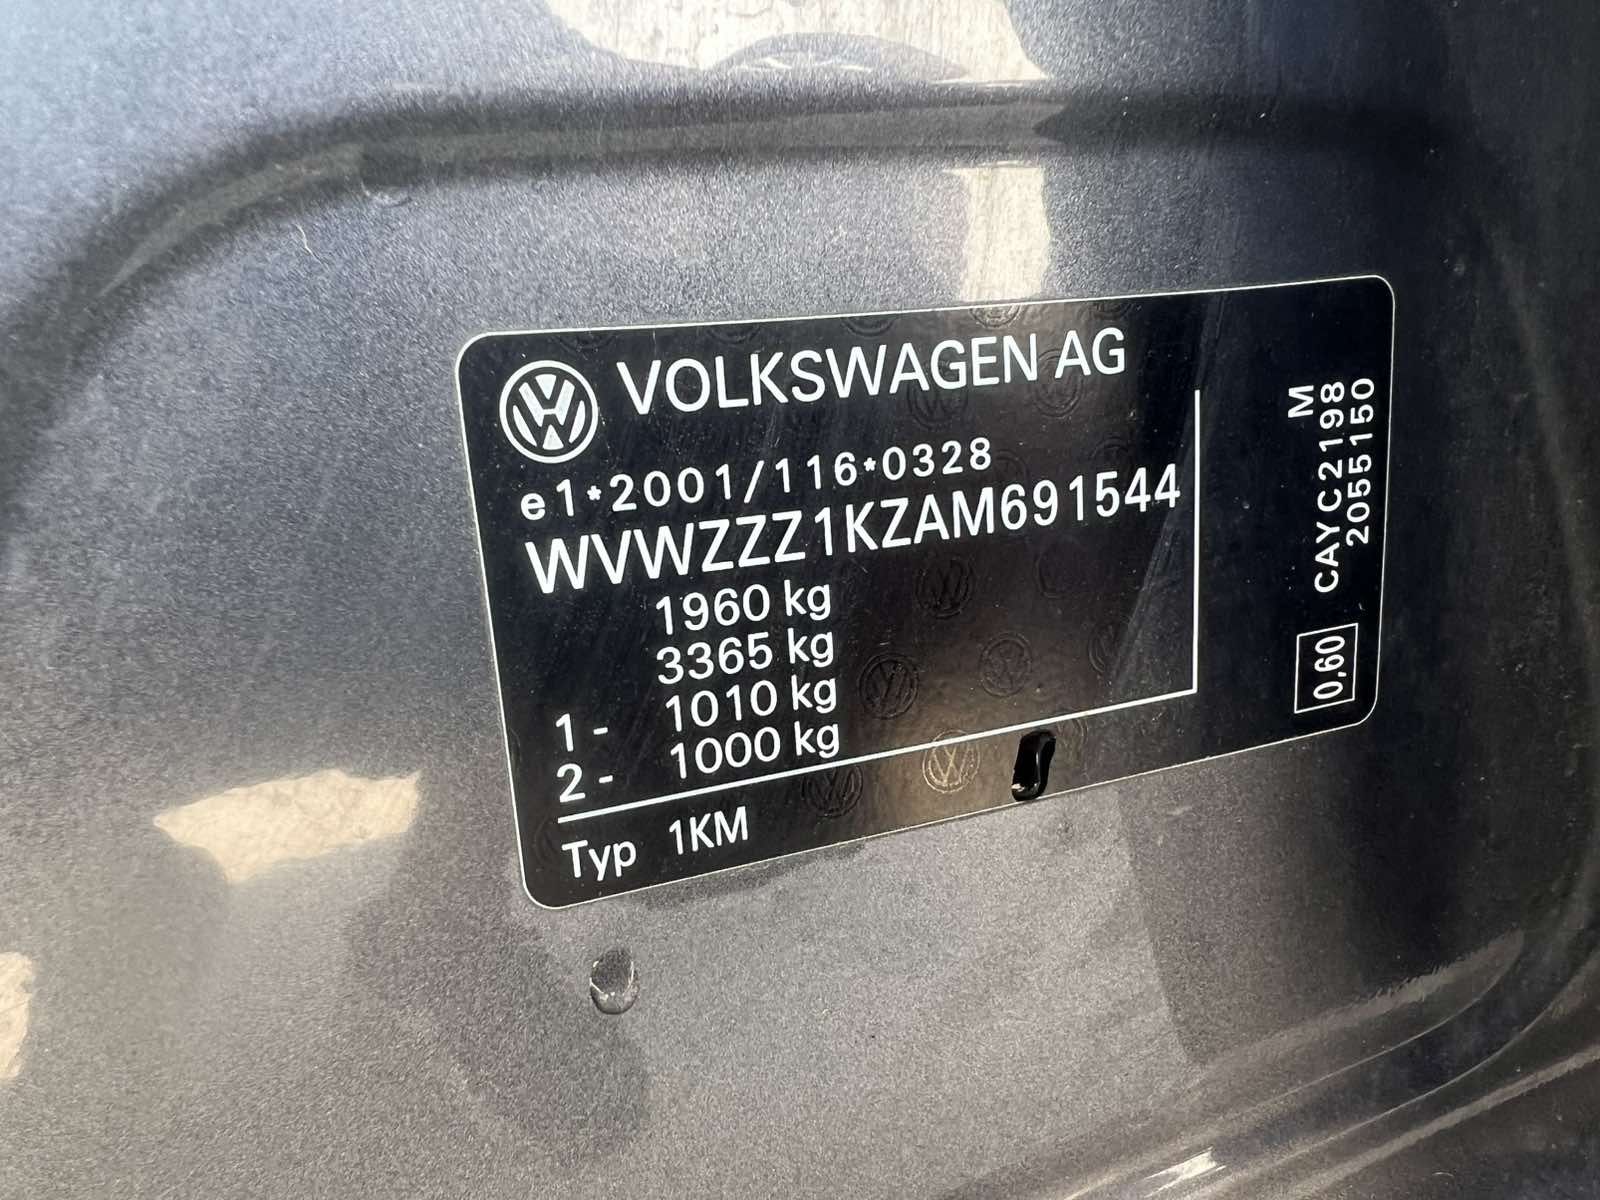 VOLKSWAGEN AG
e1*2001/116*0328
WVWZZZ1KZAM691544
1960 kg
3365 kg
1- 1010 kg
2- 1000 kg
Typ 1KM
M
CAYC2198
2055150
0,60